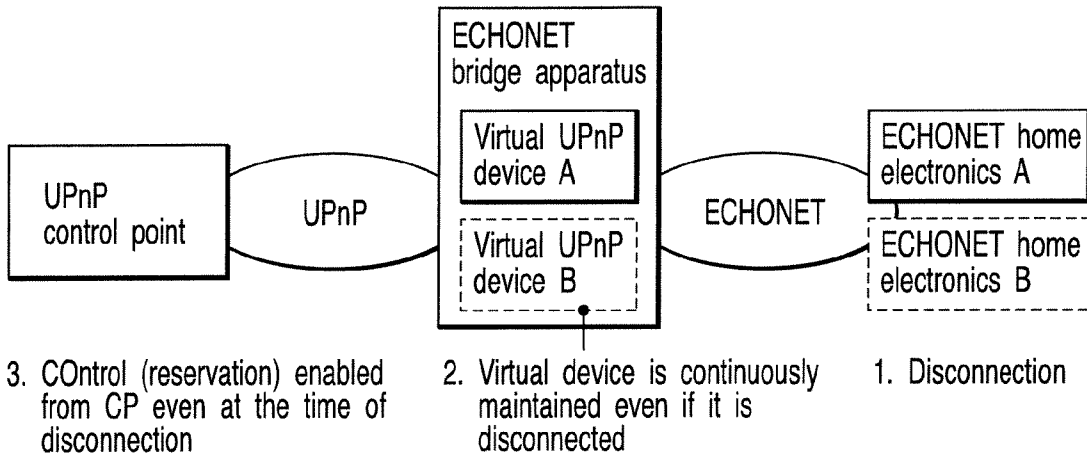 ECHONET
bridge apparatus
Virtual UPnP
device A
Virtual UPnP
device B
UPnP
control point
UPnP
ECHONET
ECHONET home
electronics A
ECHONET home
electronics B
3. COntrol (reservation) enabled
from CP even at the time of
disconnection
2. Virtual device is continuously
maintained even if it is
disconnected
1. Disconnection